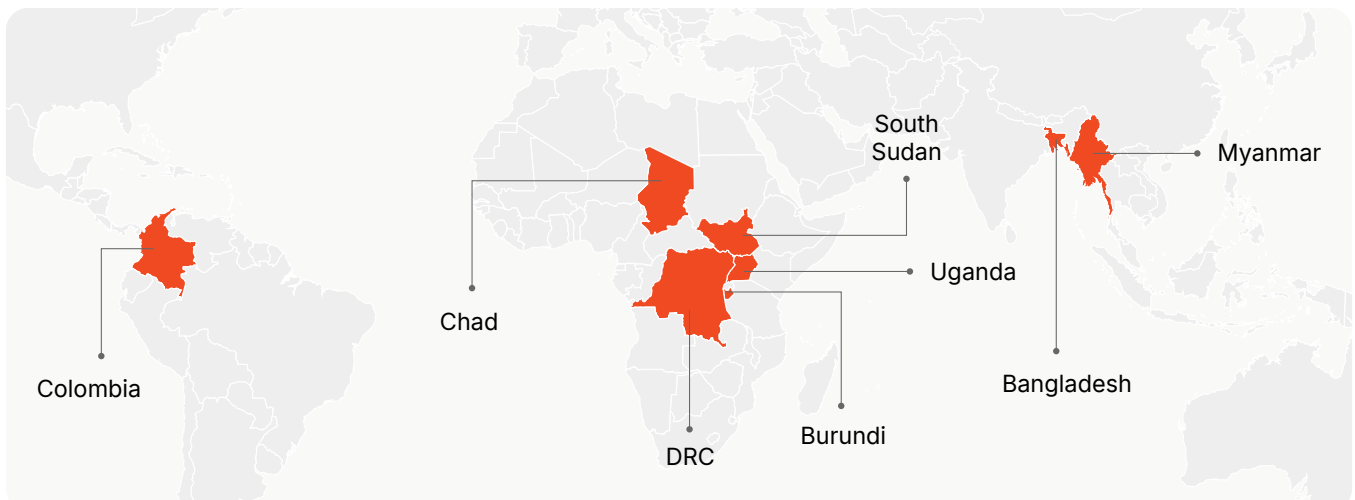 South
Sudan
Myanmar
Uganda
Chad
Colombia
Bangladesh
Burundi
DRC